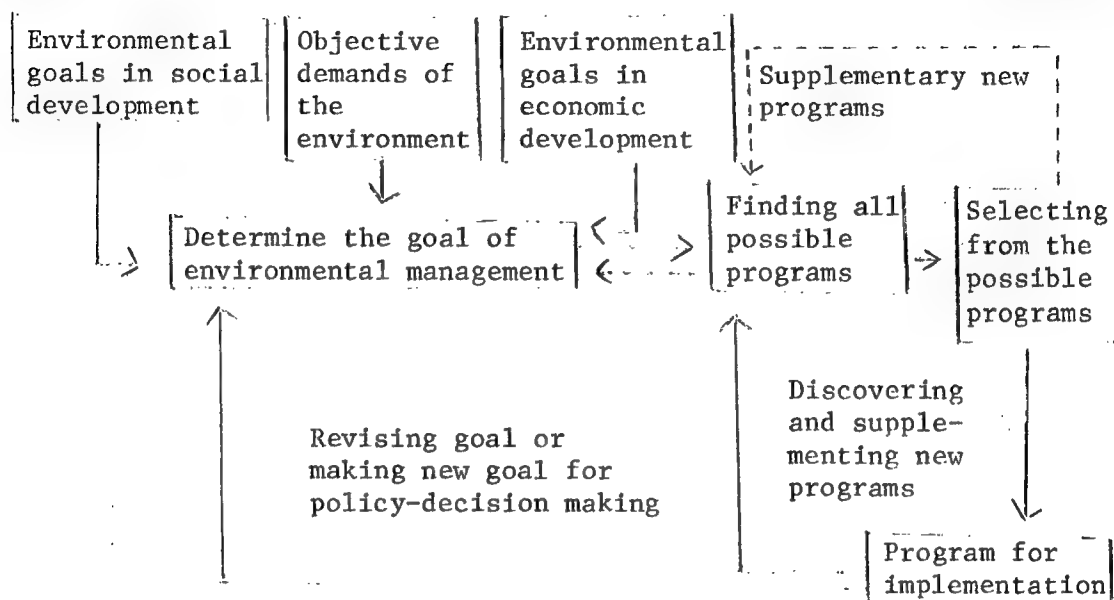 Environmental
goals in social
development
Objective
demands of
the
environment
Environmental
goals in
economic
development
Supplementary new
programs
Determine the goal of
environmental management
Finding all
possible
programs
Selecting
from the
possible
programs
Revising goal or
making new goal for
policy-decision making
Discovering
and supple-
menting new
programs
Program for
implementation